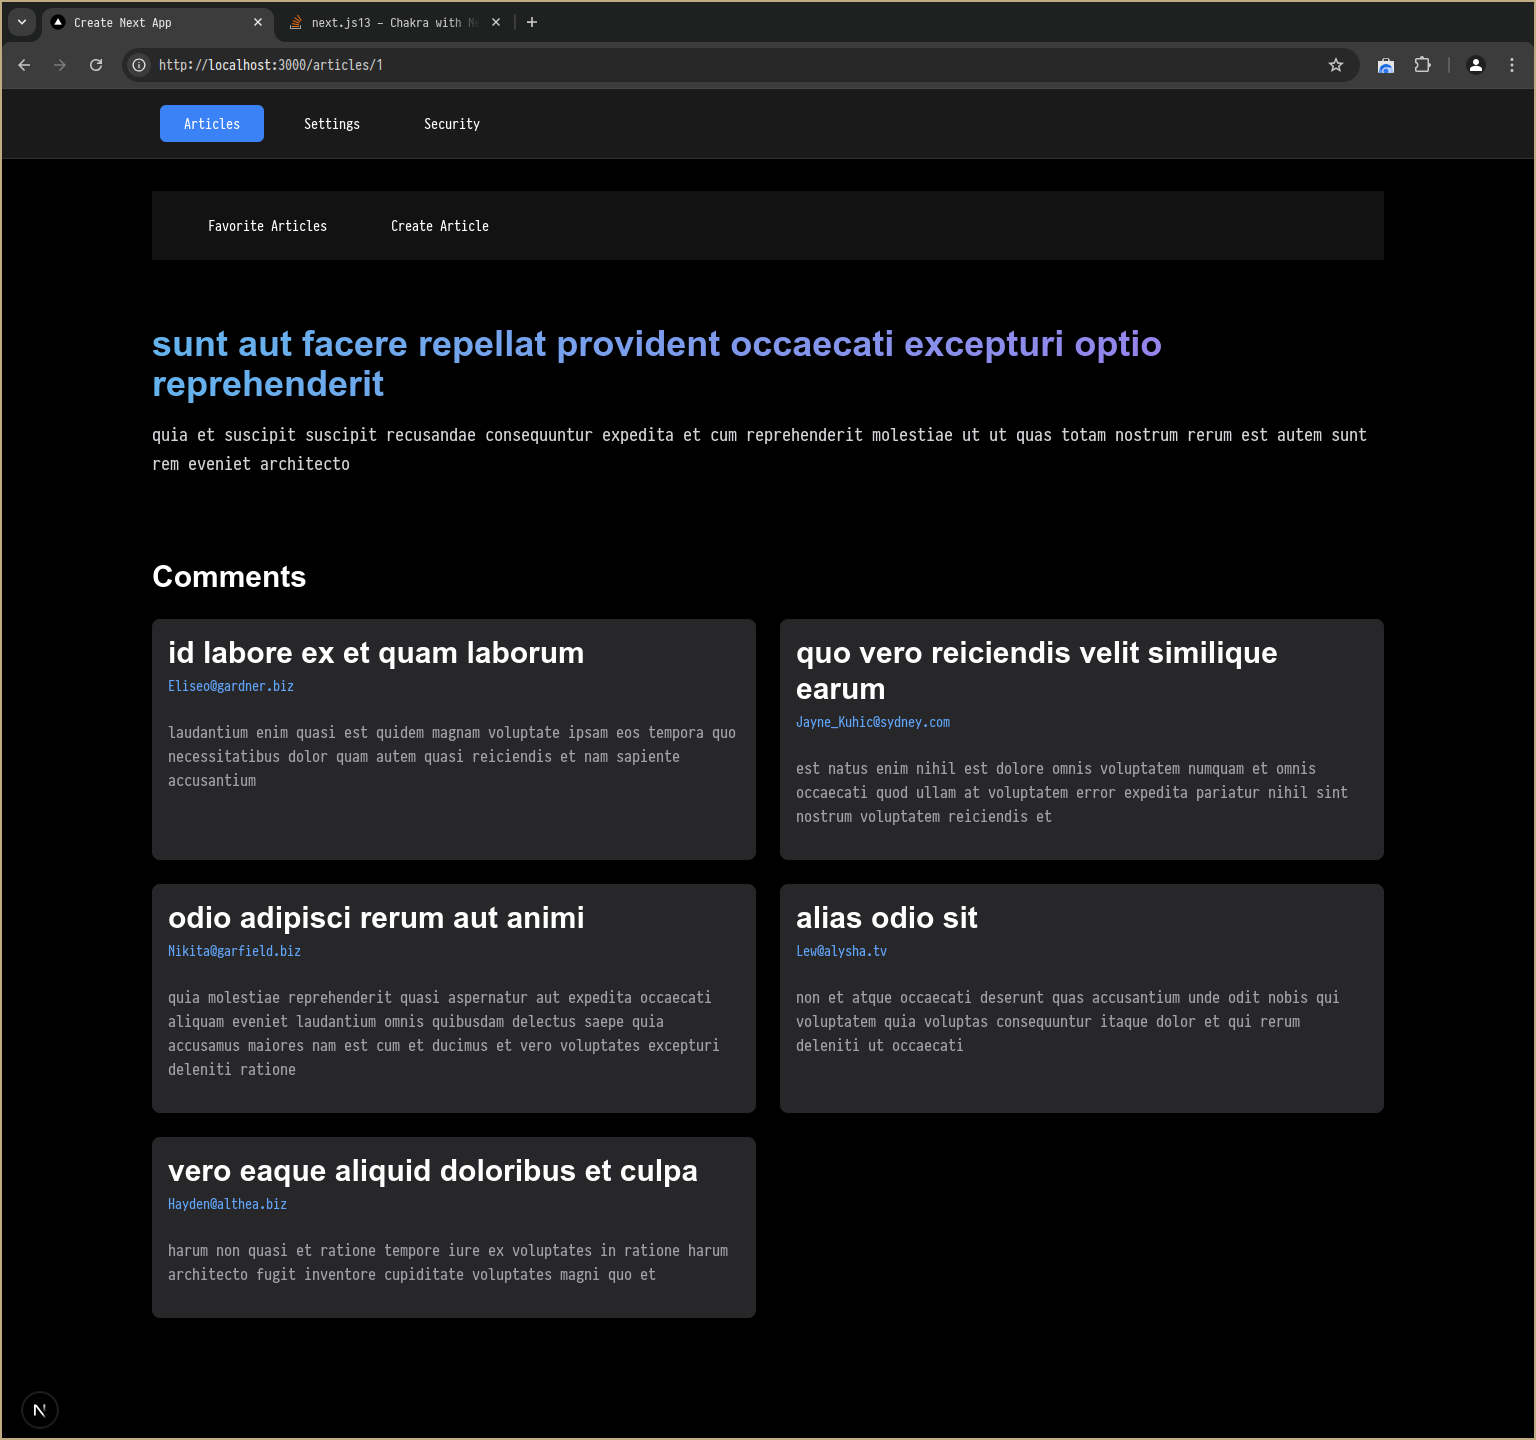 Create Next App
next.js13 – Chakra with
http://localhost:3000/articles/1
Articles
Settings
Security
Favorite Articles
Create Article
sunt aut facere repellat provident occaecati excepturi optio
reprehenderit
quia et suscipit suscipit recusandae consequuntur expedita et cum reprehenderit molestiae ut ut quas totam nostrum rerum est autem sunt
rem eveniet architecto
Comments
id labore ex et quam laborum
Eliseo@gardner.biz
laudantium enim quasi est quidem magnam voluptate ipsam eos tempora quo
necessitatibus dolor quam autem quasi reiciendis et nam sapiente
accusantium
quo vero reiciendis velit similique
earum
Jayne_Kuhic@sydney.com
est natus enim nihil est dolore omnis voluptatem numquam et omnis
occaecati quod ullam at voluptatem error expedita pariatur nihil sint
nostrum voluptatem reiciendis et
odio adipisci rerum aut animi
Nikita@garfield.biz
quia molestiae reprehenderit quasi aspernatur aut expedita occaecati
aliquam eveniet laudantium omnis quibusdam delectus saepe quia
accusamus maiores nam est cum et ducimus et vero voluptates excepturi
deleniti ratione
alias odio sit
Lew@alysha.tv
non et atque occaecati deserunt quas accusantium unde odit nobis qui
voluptatem quia voluptas consequuntur itaque dolor et qui rerum
deleniti ut occaecati
vero eaque aliquid doloribus et culpa
Hayden@althea.biz
harum non quasi et ratione tempore iure ex voluptates in ratione harum
architecto fugit inventore cupiditate voluptates magni quo et
N